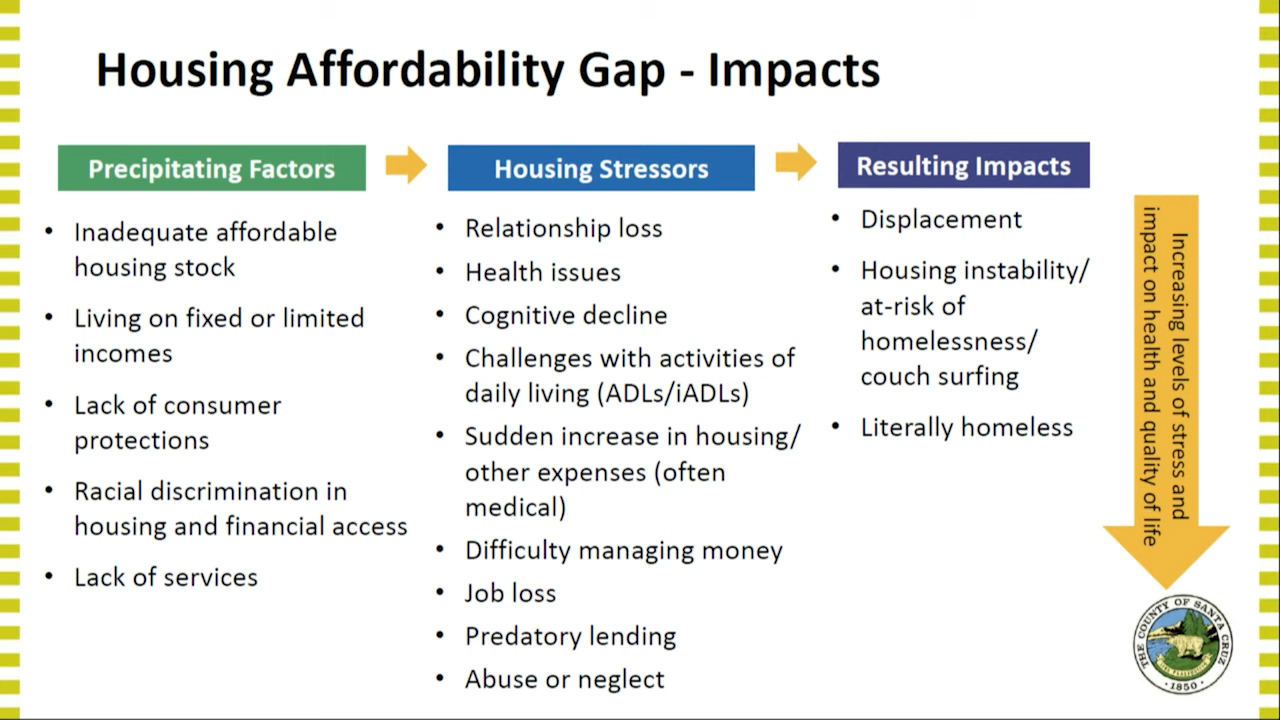 Housing Affordability Gap - Impacts
Precipitating Factors
• Inadequate affordable
housing stock
• Living on fixed or limited
incomes
• Lack of consumer
protections
• Racial discrimination in
housing and financial access
• Lack of services
Housing Stressors
• Relationship loss
• Health issues
• Cognitive decline
• Challenges with activities of
daily living (ADLs/iADLs)
• Sudden increase in housing/
other expenses (often
medical)
• Difficulty managing money
• Job loss
• Predatory lending
• Abuse or neglect
Resulting Impacts
• Displacement
• Housing instability/
at-risk of
homelessness/
couch surfing
• Literally homeless
Increasing levels of stress and
impact on health and quality of life
THE COUNTY OF SANTA CRUZ
· 1850 ·